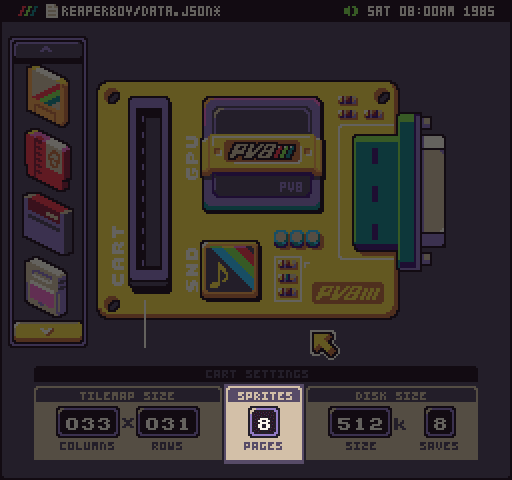 REAPERBOY/DATA.JSON*
SAT 08:00AM 1985
GPU
PV8
PV8
CART
SND
PV8
CART SETTINGS
TILEMAP SIZE
SPRITES
DISK SIZE
033 x 031
8
512 k 8
COLUMNS ROWS
PAGES
SIZE SAVES